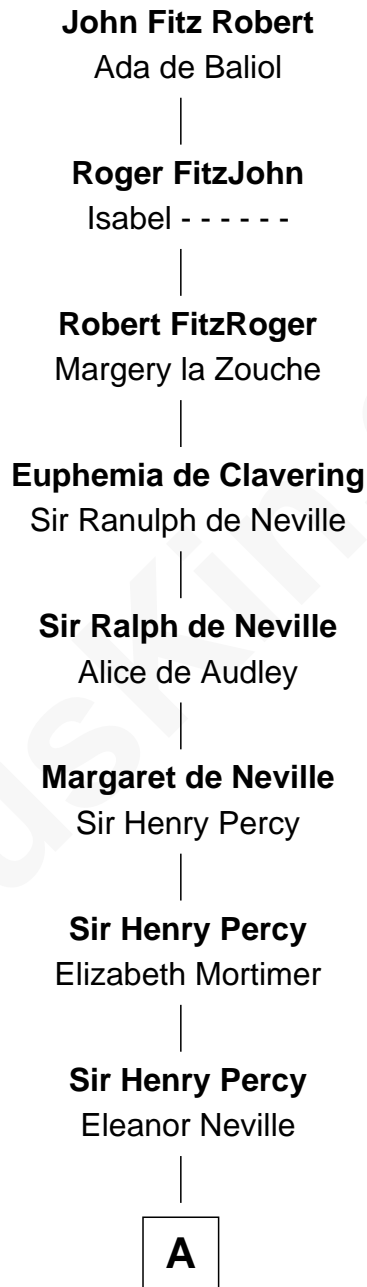 John Fitz Robert
Ada de Baliol
Roger FitzJohn
Isabel - - - - - -
Robert FitzRoger
Margery la Zouche
Euphemia de Clavering
Sir Ranulph de Neville
Sir Ralph de Neville
Alice de Audley
Margaret de Neville
Sir Henry Percy
Sir Henry Percy
Elizabeth Mortimer
Sir Henry Percy
Eleanor Neville
A